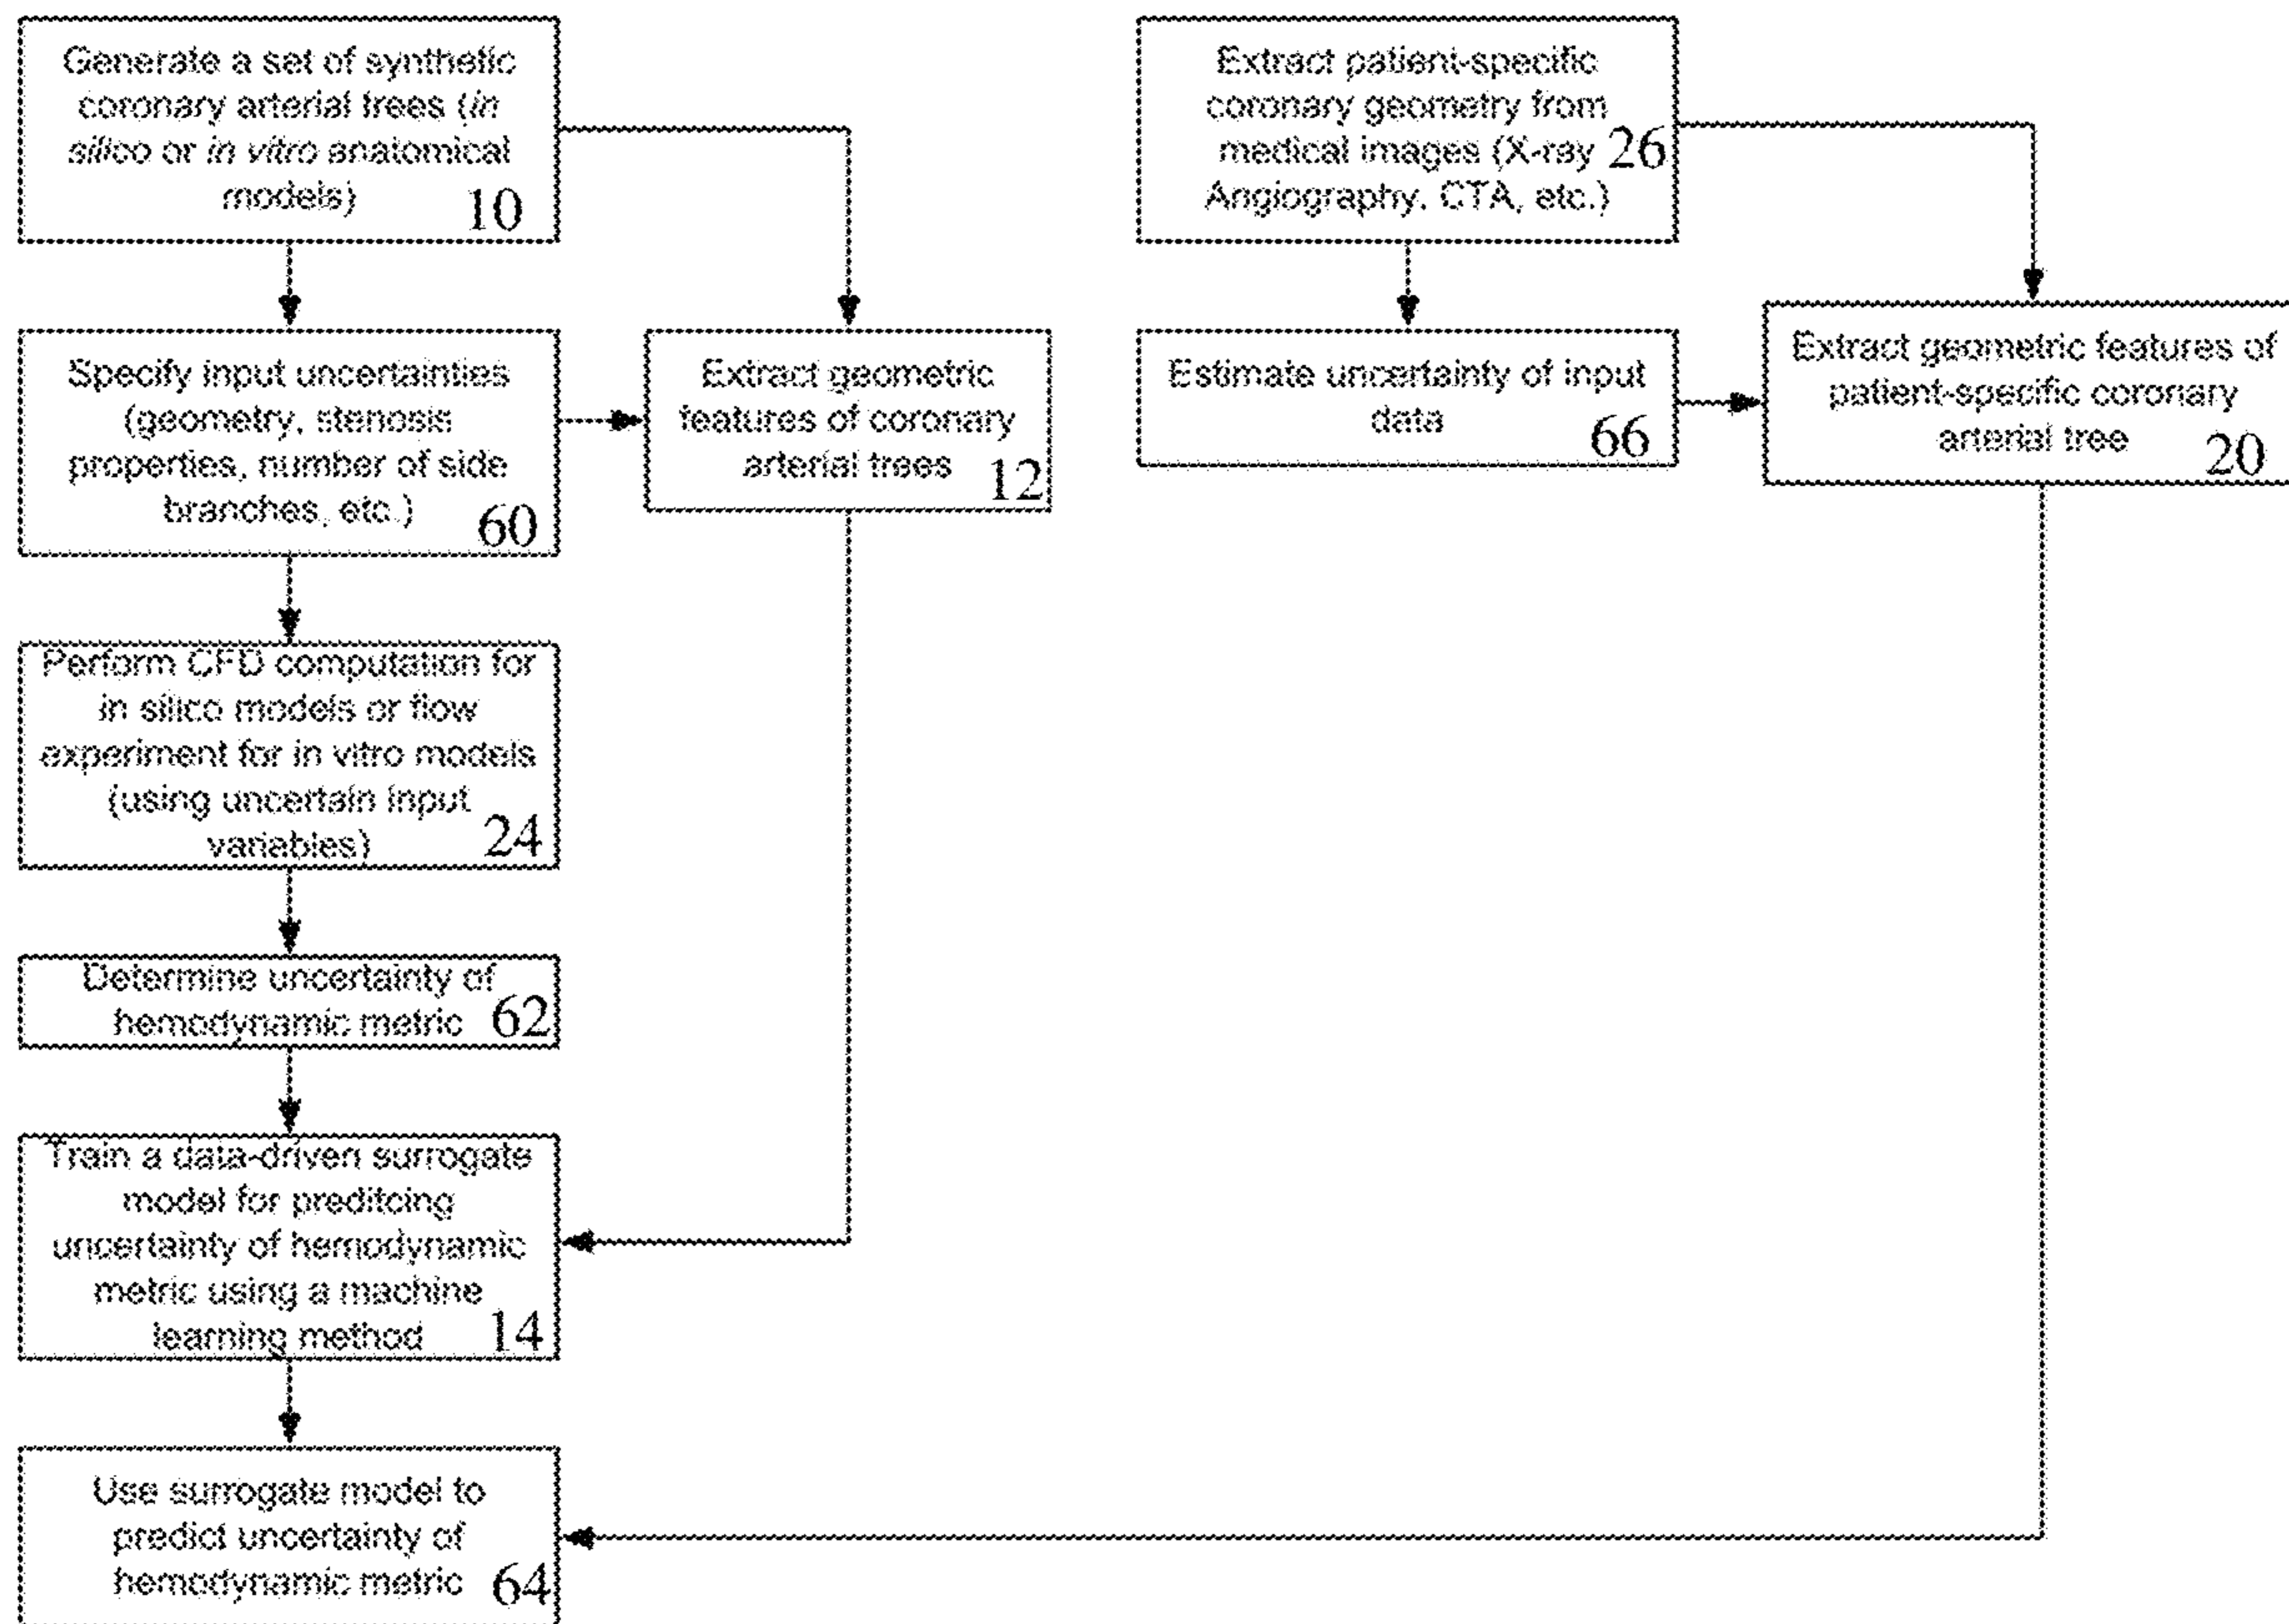 Generate a set of synthetic
coronary arterial trees (in
silico or in vitro anatomical
models)
10
Specify input uncertainties
(geometry, stenosis
properties, number of side
branches, etc.)
60
Extract geometric
features of coronary
arterial trees
12
Perform CFD computation for
in silico models or flow
experiment for in vitro models
(using uncertain input
variables)
24
Determine uncertainty of
hemodynamic metric
62
Train a data-driven surrogate
model for preditcing
uncertainty of hemodynamic
metric using a machine
learning method
14
Use surrogate model to
predict uncertainty of
hemodynamic metric
64
Extract patient-specific
coronary geometry from
medical images (X-ray
Angiography, CTA, etc.)
26
Estimate uncertainty of input
data
66
Extract geometric features of
patient-specific coronary
arterial tree
20